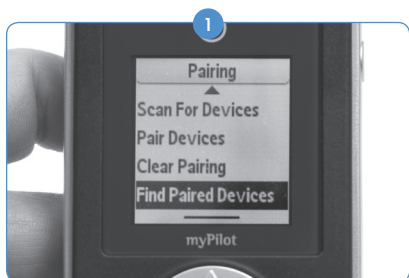 1
Pairing
Scan For Devices
Pair Devices
Clear Pairing
Find Paired Devices
myPilot